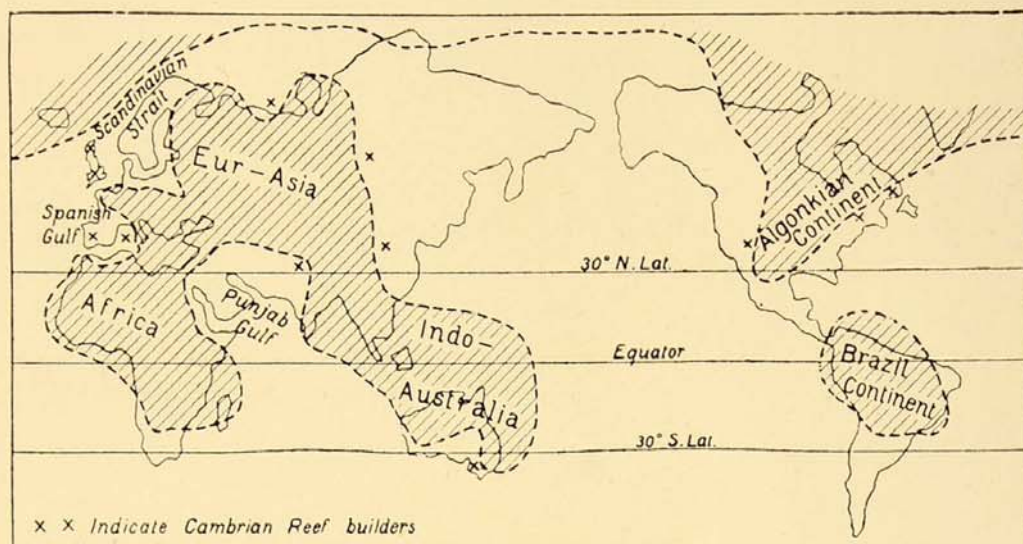 Scandinavian
Strait
Eur-Asia
Spanish
Gulf
Algonkian
Continent
30° N. Lat.
Africa
Punjab
Gulf
Indo-
Australia
Equator
Brazil
Continent
30° S. Lat.
x x Indicate Cambrian Reef builders